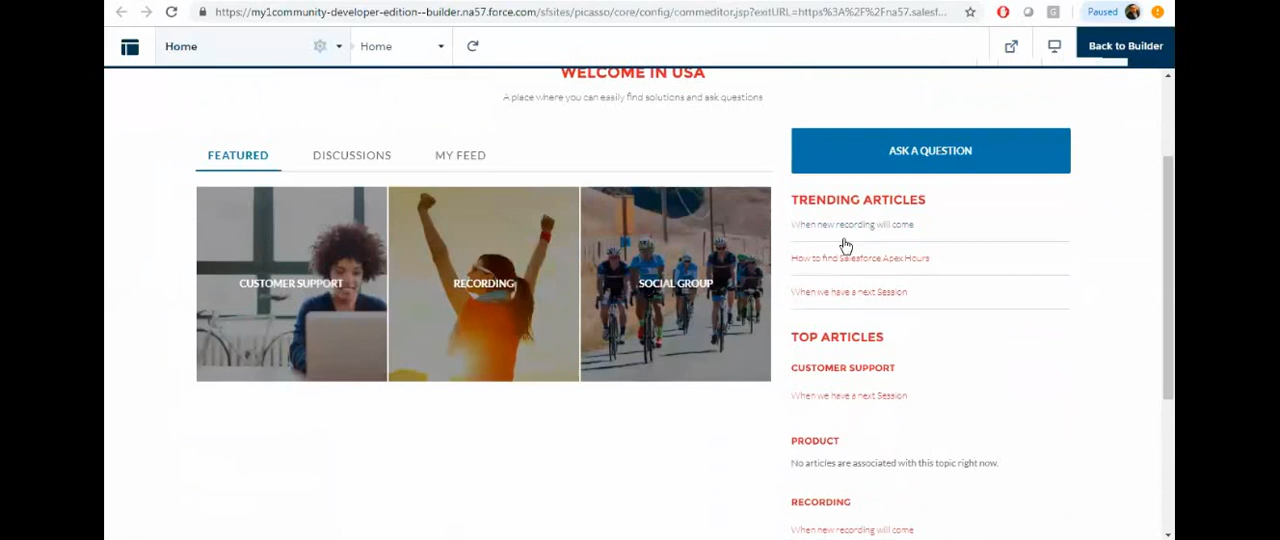 https://my1community-developer-edition--builder.na57.force.com/sfsites/picasso/core/config/commeditor.jsp?exitURL=https%3A%2F%2Fna57.salesf...
Paused
Home
Home
Back to Builder
WELCOME IN USA
A place where you can easily find solutions and ask questions
FEATURED
DISCUSSIONS
MY FEED
CUSTOMER SUPPORT
RECORDING
SOCIAL GROUP
ASK A QUESTION
TRENDING ARTICLES
When new recording will come
How to find Salesforce Apex Hours
When we have a next Session
TOP ARTICLES
CUSTOMER SUPPORT
When we have a next Session
PRODUCT
No articles are associated with this topic right now.
RECORDING
When new recording will come